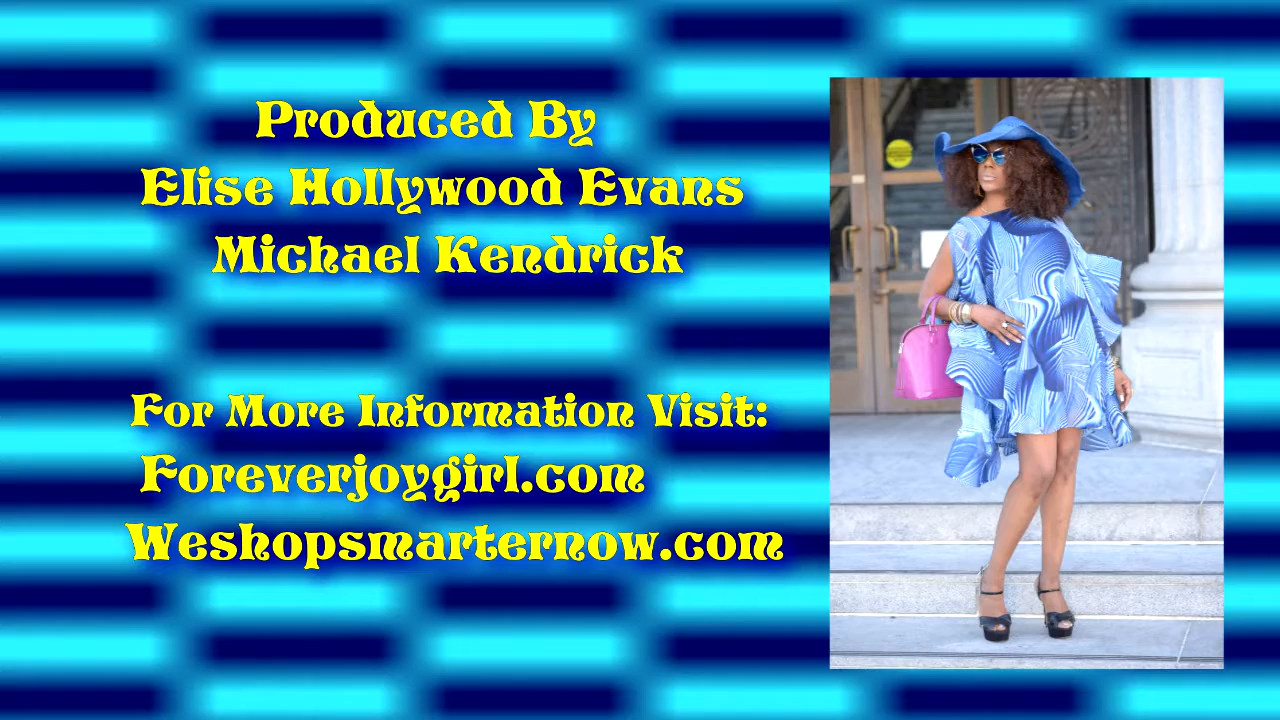 Produced By
Elise Hollywood Evans
Michael Kendrick
For More Information Visit:
Foreverjoygirl.com
Weshopsmarternow.com